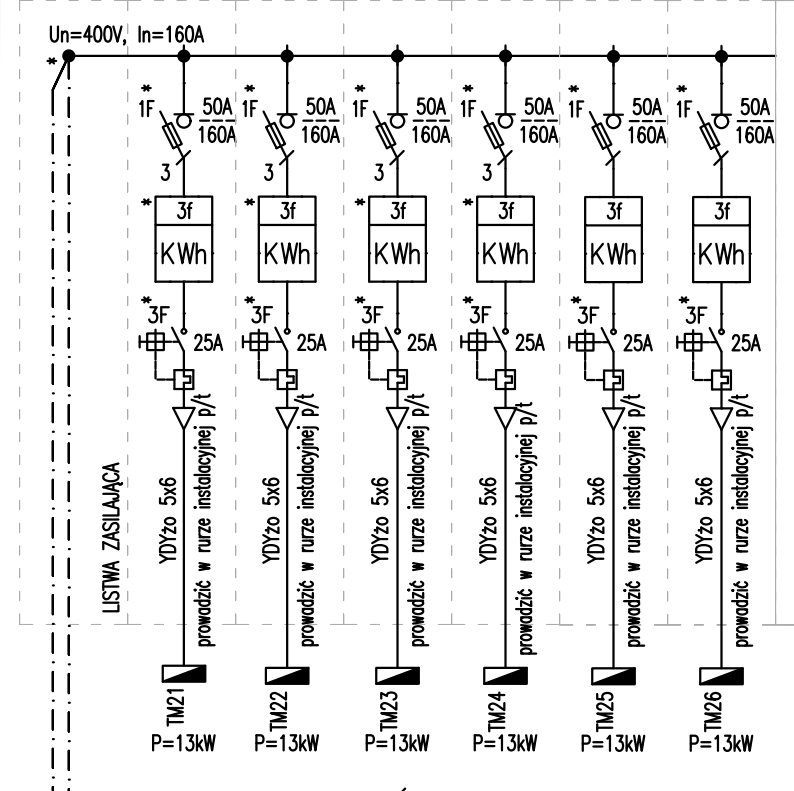 Un=400V, In=160A
*
* * * * * *
1F 50A 1F 50A 1F 50A 1F 50A 1F 50A 1F 50A
160A 160A 160A 160A 160A 160A
3 3 3 3
* 3f * 3f * 3f * 3f 3f 3f
KWh KWh KWh KWh KWh KWh
* * * * * *
3F 3F 3F 3F 3F 3F
25A 25A 25A 25A 25A 25A
LISTWA ZASILAJĄCA
YDYżo 5x6
prowadzić w rurze instalacyjnej p/t
YDYżo 5x6
prowadzić w rurze instalacyjnej p/t
YDYżo 5x6
prowadzić w rurze instalacyjnej p/t
YDYżo 5x6
prowadzić w rurze instalacyjnej p/t
YDYżo 5x6
prowadzić w rurze instalacyjnej p/t
YDYżo 5x6
prowadzić w rurze instalacyjnej p/t
TM21 TM22 TM23 TM24 TM25 TM26
P=13kW P=13kW P=13kW P=13kW P=13kW P=13kW